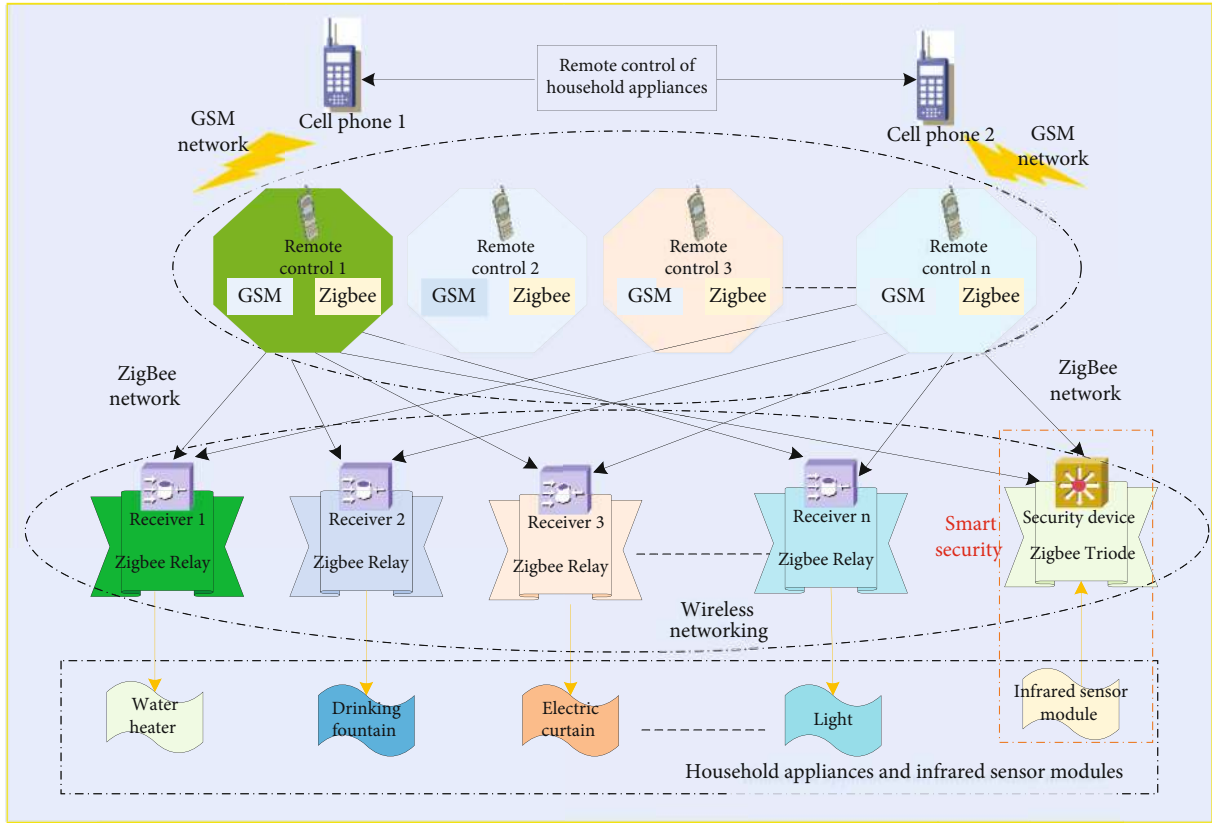 Remote control of
household appliances
Cell phone 1
Cell phone 2
GSM
network
GSM
network
Remote
control 1
GSM
Zigbee
Remote
control 2
GSM
Zigbee
Remote
control 3
GSM
Zigbee
Remote
control n
GSM
Zigbee
ZigBee
network
ZigBee
network
Receiver 1
Zigbee Relay
Receiver 2
Zigbee Relay
Receiver 3
Zigbee Relay
Receiver n
Zigbee Relay
Smart
security
Security device
Zigbee Triode
Wireless
networking
Water
heater
Drinking
fountain
Electric
curtain
Light
Infrared sensor
module
Household appliances and infrared sensor modules